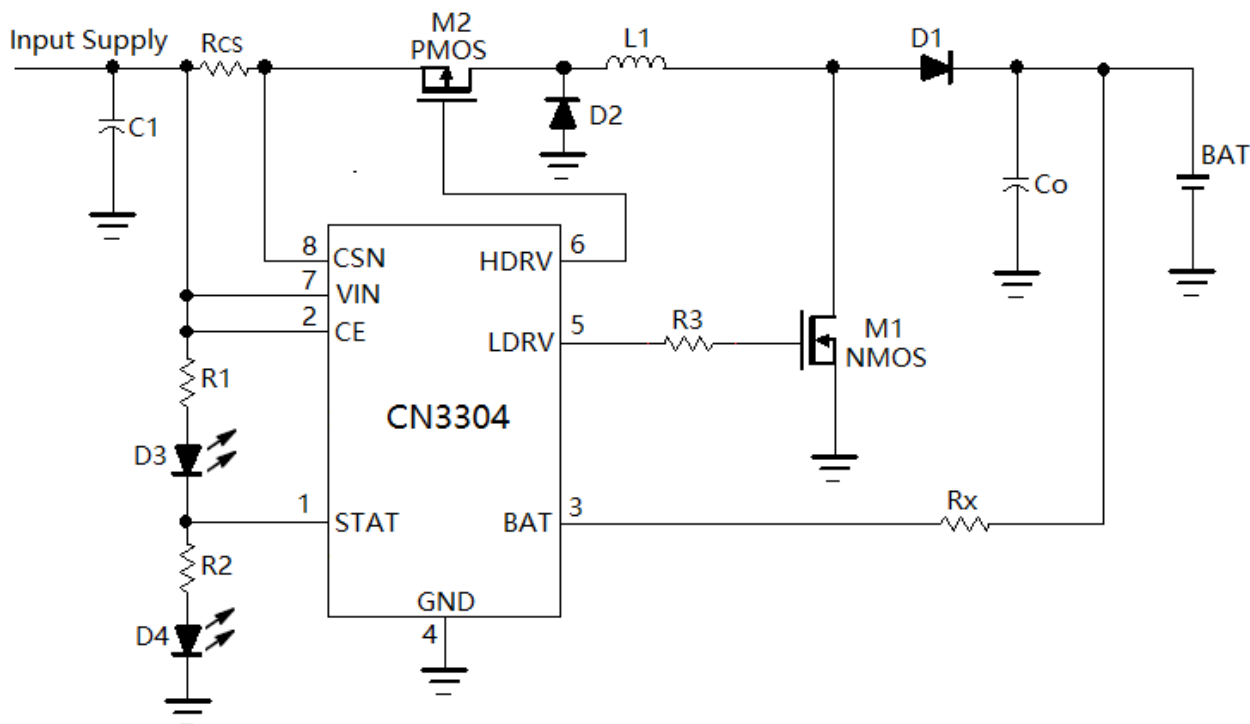 M2
PMOS
L1
D1
Input Supply
RCS
C1
D2
BAT
Co
8
CSN
HDRV
6
7
VIN
2
CE
LDRV
5
R3
M1
NMOS
R1
CN3304
D3
1
STAT
BAT
3
Rx
R2
GND
D4
4